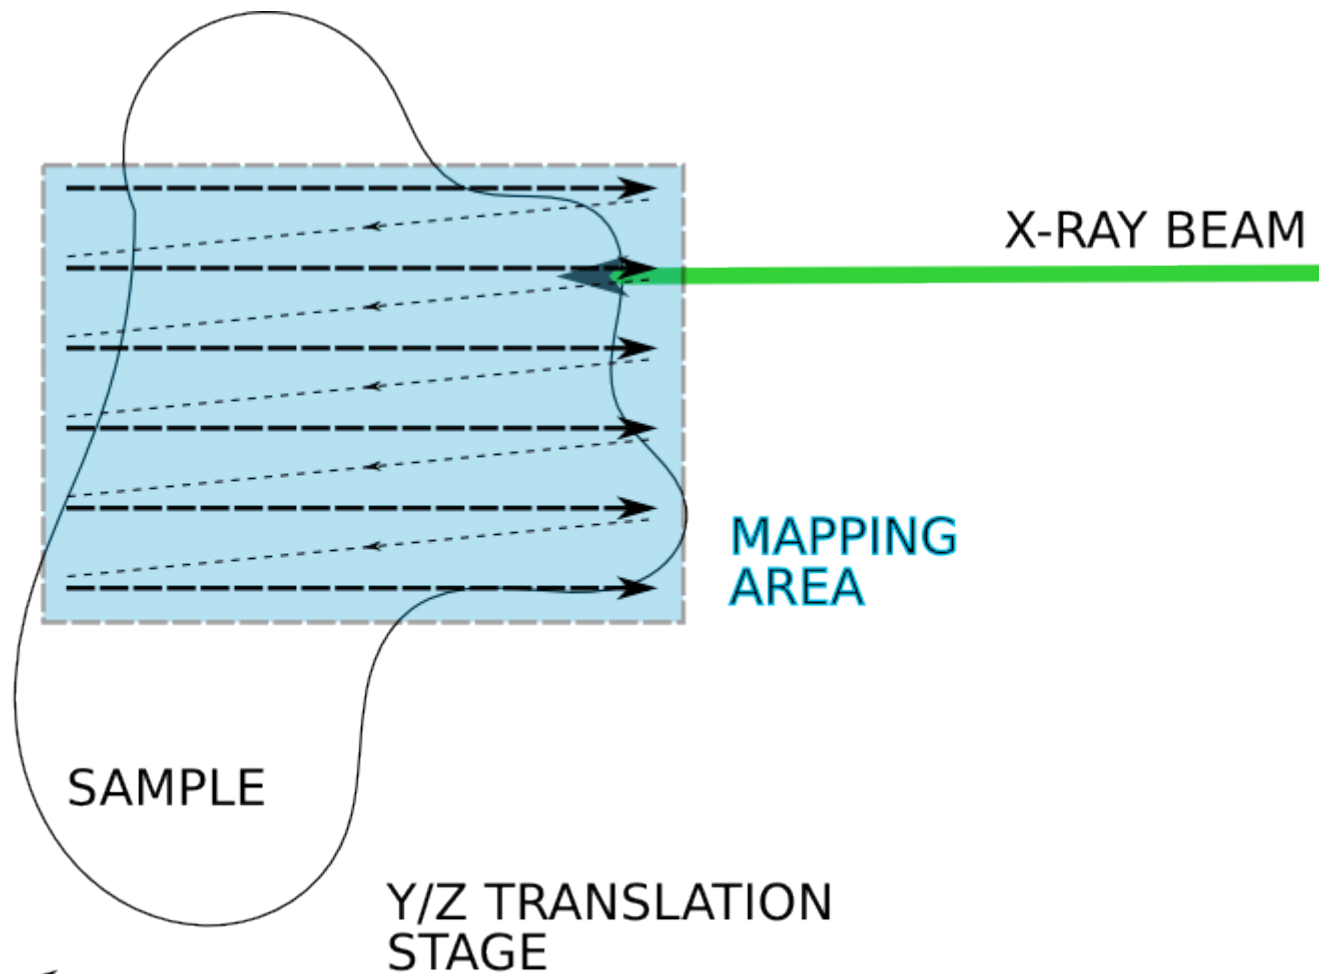 X-RAY BEAM
MAPPING
AREA
SAMPLE
Y/Z TRANSLATION
STAGE